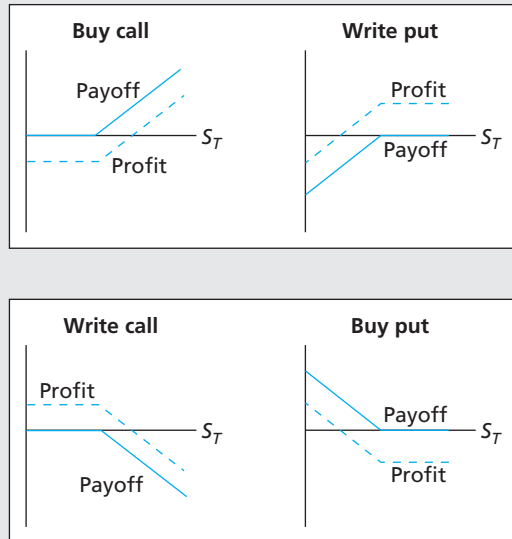 Buy call
Write put
Payoff
Profit
S_T
Profit
S_T
Payoff
Write call
Buy put
Profit
S_T
Payoff
Payoff
S_T
Profit